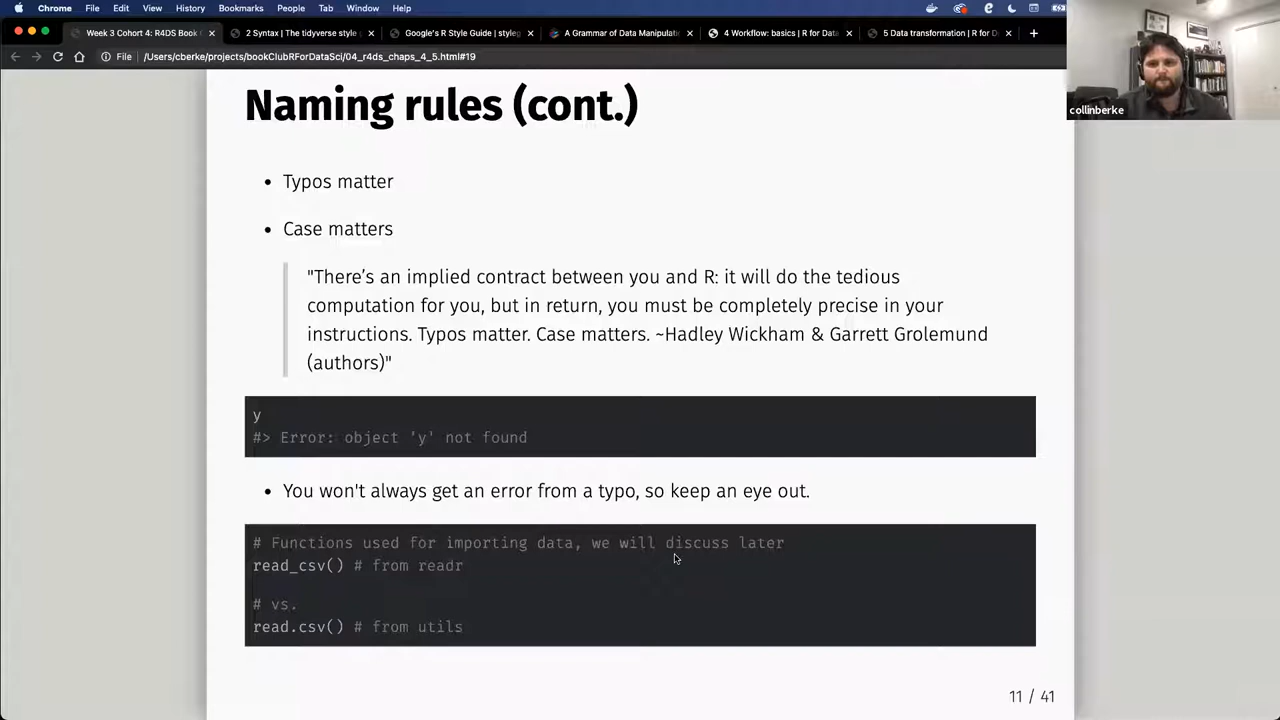 Chrome File Edit View History Bookmarks People Tab Window Help
Week 3 Cohort 4: R4DS Book
2 Syntax | The tidyverse style
Google's R Style Guide | styleg
A Grammar of Data Manipulati
4 Workflow: basics | R for Data
5 Data transformation | R for D
File /Users/cberke/projects/bookClubRForDataSci/04_r4ds_chaps_4_5.html#19
collinberke
Naming rules (cont.)
• Typos matter
• Case matters
"There's an implied contract between you and R: it will do the tedious
computation for you, but in return, you must be completely precise in your
instructions. Typos matter. Case matters. ~Hadley Wickham & Garrett Grolemund
(authors)"
y
#> Error: object 'y' not found
• You won't always get an error from a typo, so keep an eye out.
# Functions used for importing data, we will discuss later
read_csv() # from readr
# vs.
read.csv() # from utils
11 / 41